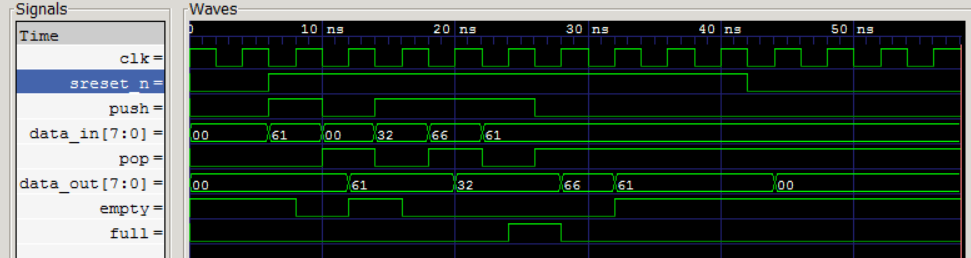 Signals
Waves
Time
0 10 ns 20 ns 30 ns 40 ns 50 ns
clk=
sreset_n=
push=
data_in[7:0]= 00 61 00 32 66 61
pop=
data_out[7:0]= 00 61 32 66 61 00
empty=
full=